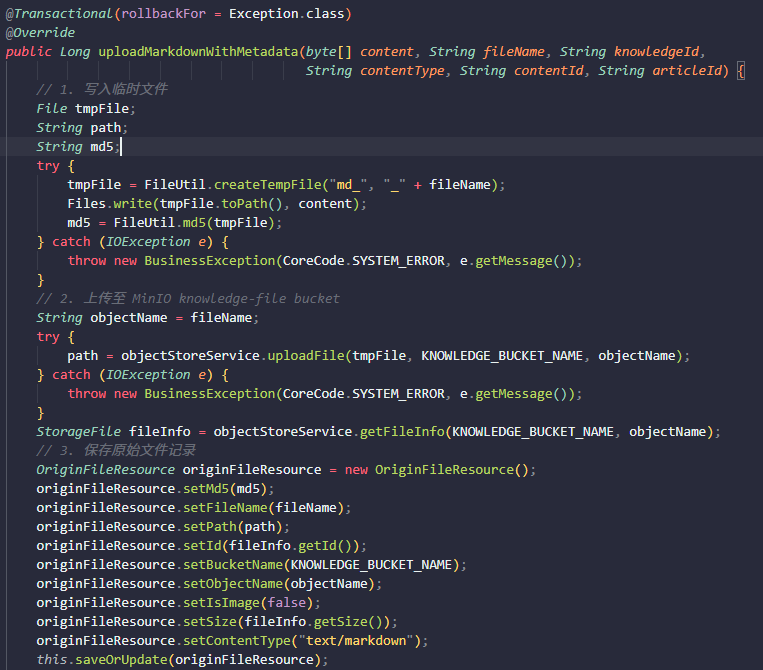 @Transactional(rollbackFor = Exception.class)
@Override
public Long uploadMarkdownWithMetadata(byte[] content, String fileName, String knowledgeId,
String contentType, String contentId, String articleId) {
// 1. 写入临时文件
File tmpFile;
String path;
String md5;
try {
tmpFile = FileUtil.createTempFile("md_", "_" + fileName);
Files.write(tmpFile.toPath(), content);
md5 = FileUtil.md5(tmpFile);
} catch (IOException e) {
throw new BusinessException(CoreCode.SYSTEM_ERROR, e.getMessage());
}
// 2. 上传至 MinIO knowledge-file bucket
String objectName = fileName;
try {
path = objectStoreService.uploadFile(tmpFile, KNOWLEDGE_BUCKET_NAME, objectName);
} catch (IOException e) {
throw new BusinessException(CoreCode.SYSTEM_ERROR, e.getMessage());
}
StorageFile fileInfo = objectStoreService.getFileInfo(KNOWLEDGE_BUCKET_NAME, objectName);
// 3. 保存原始文件记录
OriginFileResource originFileResource = new OriginFileResource();
originFileResource.setMd5(md5);
originFileResource.setFileName(fileName);
originFileResource.setPath(path);
originFileResource.setId(fileInfo.getId());
originFileResource.setBucketName(KNOWLEDGE_BUCKET_NAME);
originFileResource.setObjectName(objectName);
originFileResource.setIsImage(false);
originFileResource.setSize(fileInfo.getSize());
originFileResource.setContentType("text/markdown");
this.saveOrUpdate(originFileResource);